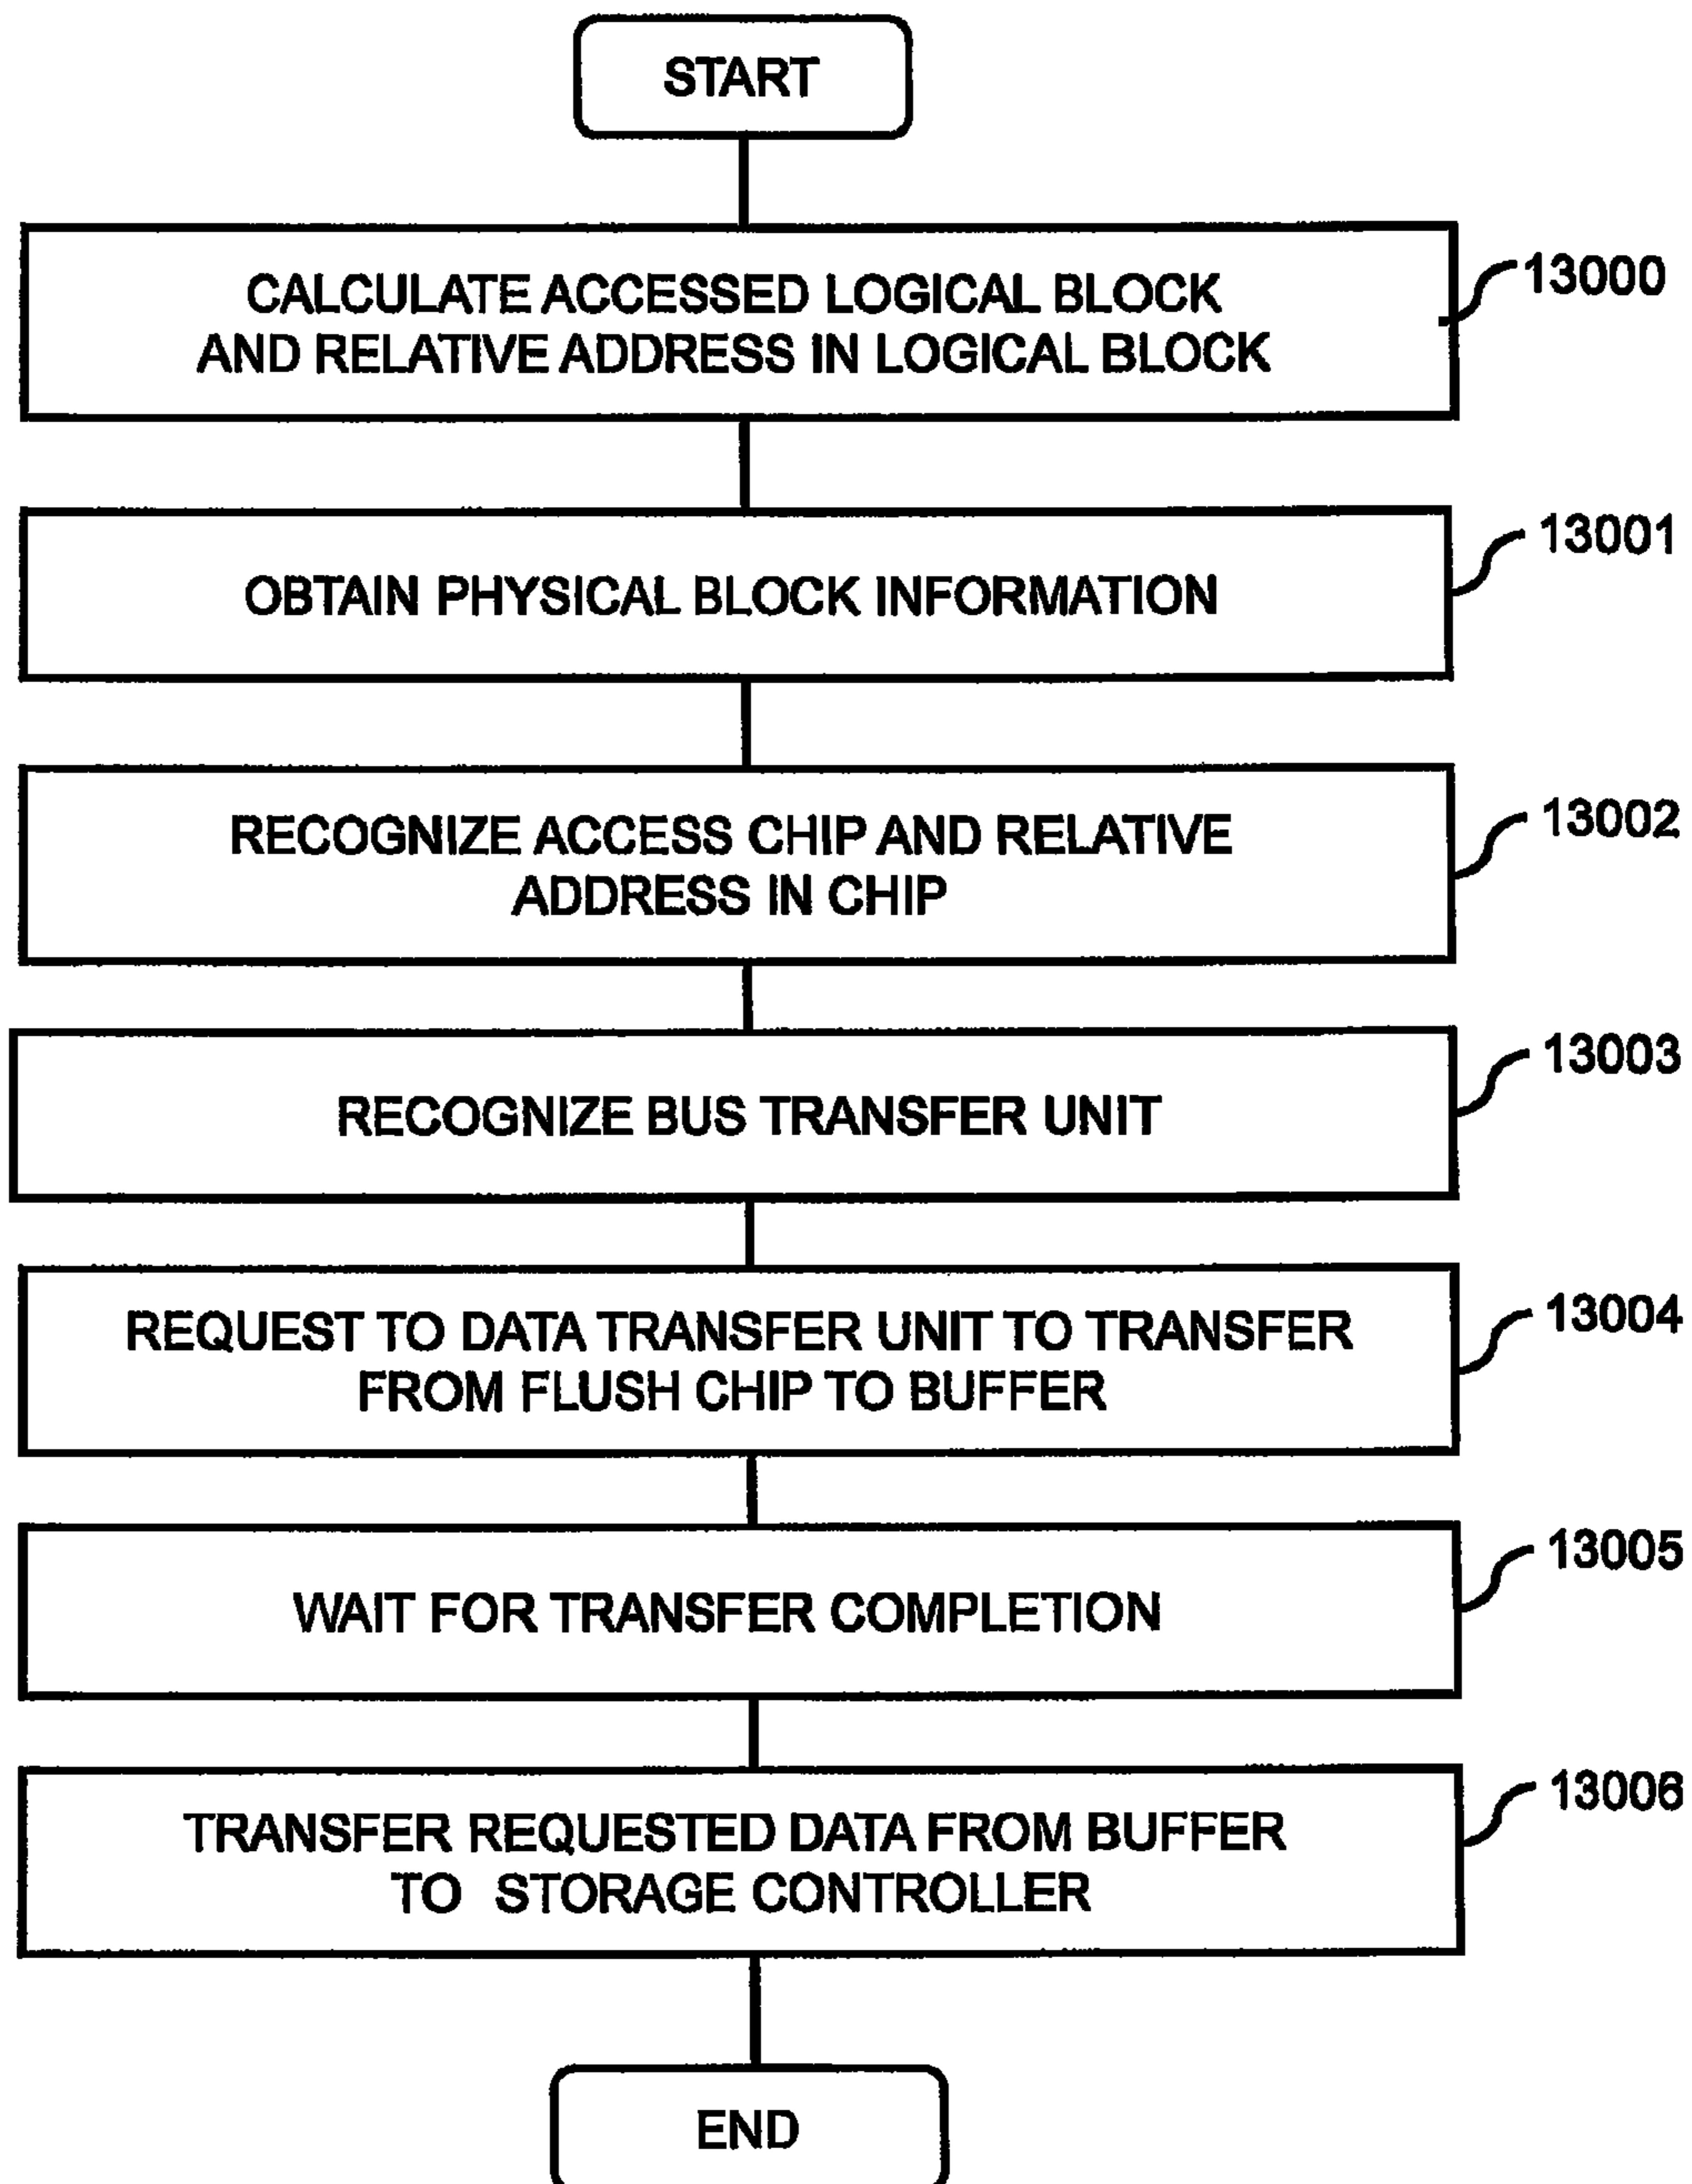 START
CALCULATE ACCESSED LOGICAL BLOCK
AND RELATIVE ADDRESS IN LOGICAL BLOCK
13000
OBTAIN PHYSICAL BLOCK INFORMATION
13001
RECOGNIZE ACCESS CHIP AND RELATIVE
ADDRESS IN CHIP
13002
RECOGNIZE BUS TRANSFER UNIT
13003
REQUEST TO DATA TRANSFER UNIT TO TRANSFER
FROM FLUSH CHIP TO BUFFER
13004
WAIT FOR TRANSFER COMPLETION
13005
TRANSFER REQUESTED DATA FROM BUFFER
TO STORAGE CONTROLLER
13006
END